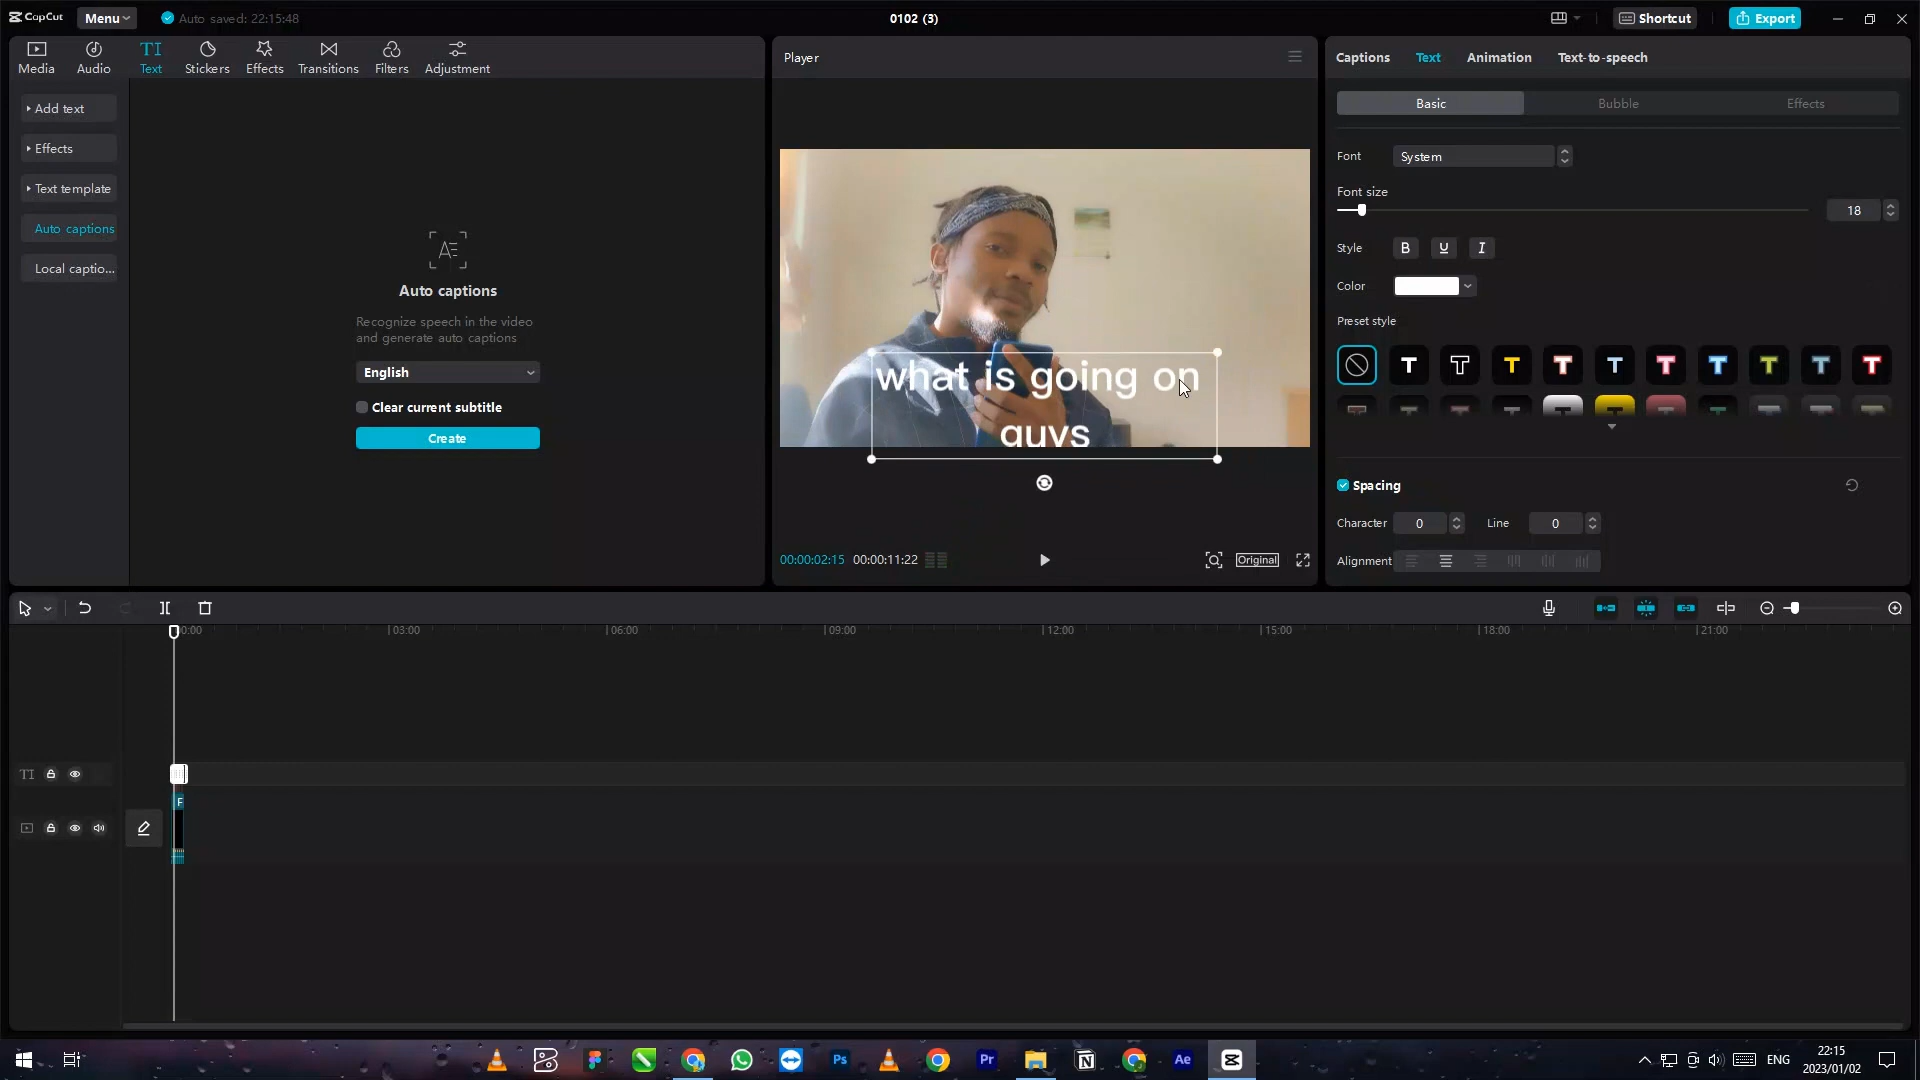 CapCut
Menu
Auto saved: 22:15:48
0102 (3)
Shortcut
Export
Media
Audio
TI
Text
Stickers
Effects
Transitions
Filters
Adjustment
Add text
Effects
Text template
Auto captions
Local captio...
Auto captions
Recognize speech in the video
and generate auto captions
English
Clear current subtitle
Create
Player
what is going on
guys
00:00:02:15
00:00:11:22
Original
Captions
Text
Animation
Text-to-speech
Basic
Bubble
Effects
Font
System
Font size
18
Style
B
U
I
Color
Preset style
T T T T T T T T T T
Spacing
Character
0
Line
0
Alignment
00:00
03:00
06:00
09:00
12:00
15:00
18:00
21:00
TI
F
Ps
Pr
Ae
ENG
22:15
2023/01/02